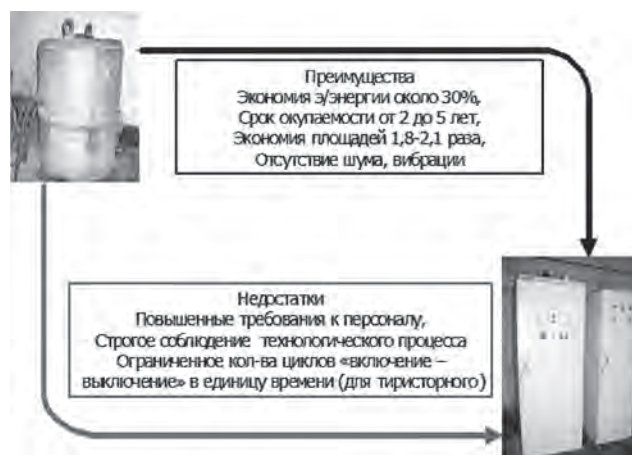 Преимущества
Экономия э/энергии около 30%,
Срок окупаемости от 2 до 5 лет,
Экономия площадей 1,8-2,1 раза,
Отсутствие шума, вибрации
Недостатки
Повышенные требования к персоналу,
Строгое соблюдение технологического процесса
Ограниченное кол-ва циклов «включение –
выключение» в единицу времени (для тиристорного)